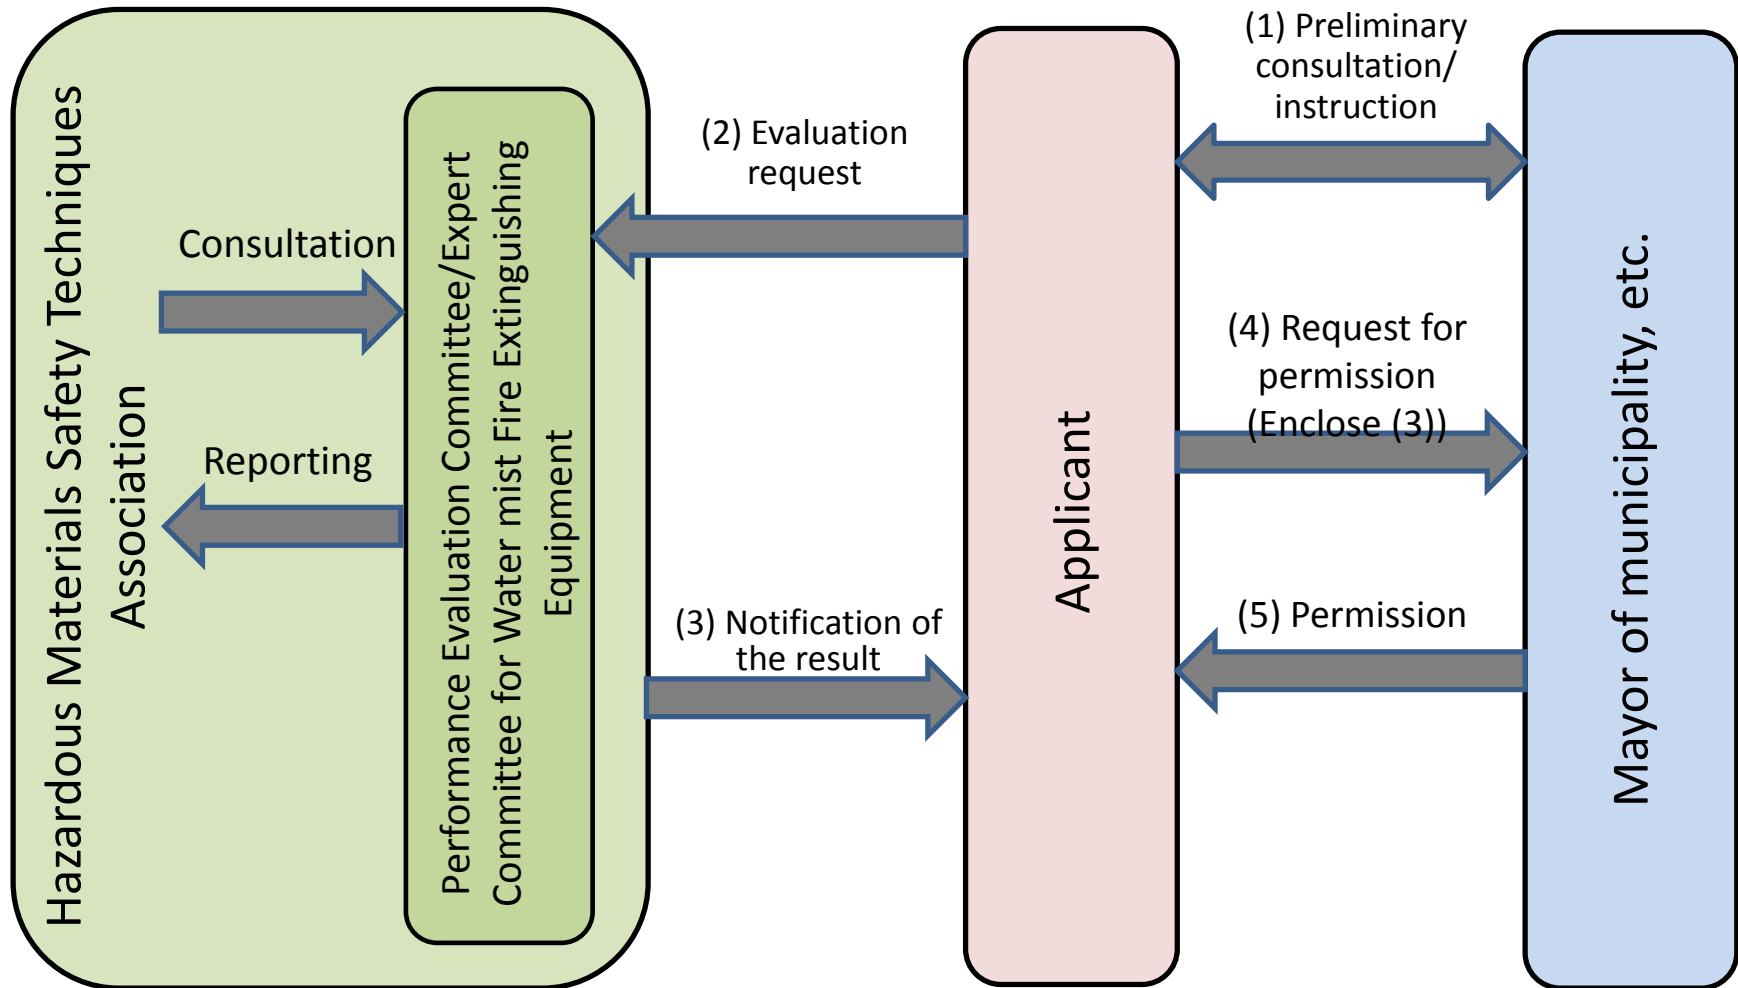 Hazardous Materials Safety Techniques
Association
Consultation
Reporting
Performance Evaluation Committee/Expert
Committee for Water mist Fire Extinguishing
Equipment
(2) Evaluation
request
(3) Notification of
the result
Applicant
(1) Preliminary
consultation/
instruction
(4) Request for
permission
(Enclose (3))
(5) Permission
Mayor of municipality, etc.